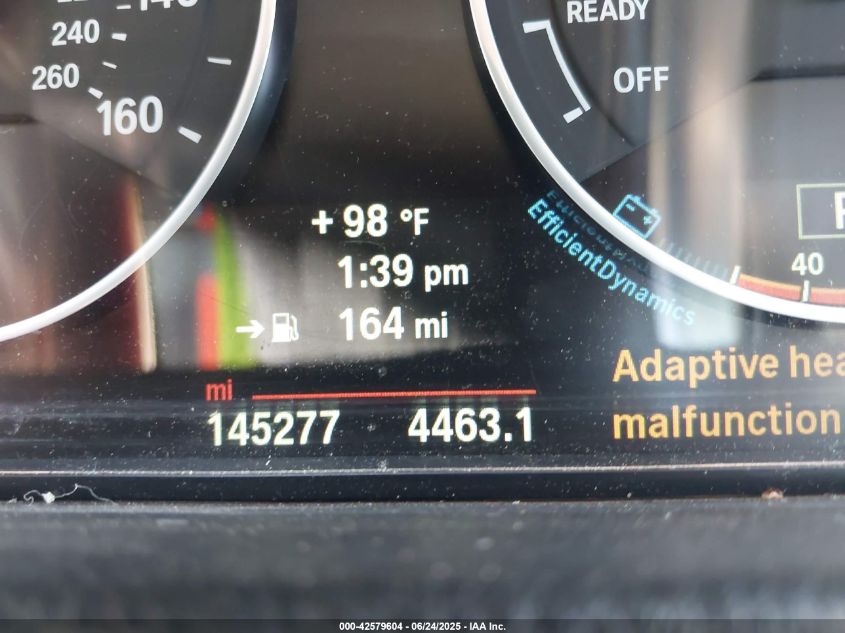 240
260
160
READY
OFF
+ 98 °F
1:39 pm
164 mi
EfficientDynamics
40
mi
145277 4463.1
Adaptive
malfunction
000-42579604 - 06/24/2025 - IAA Inc.